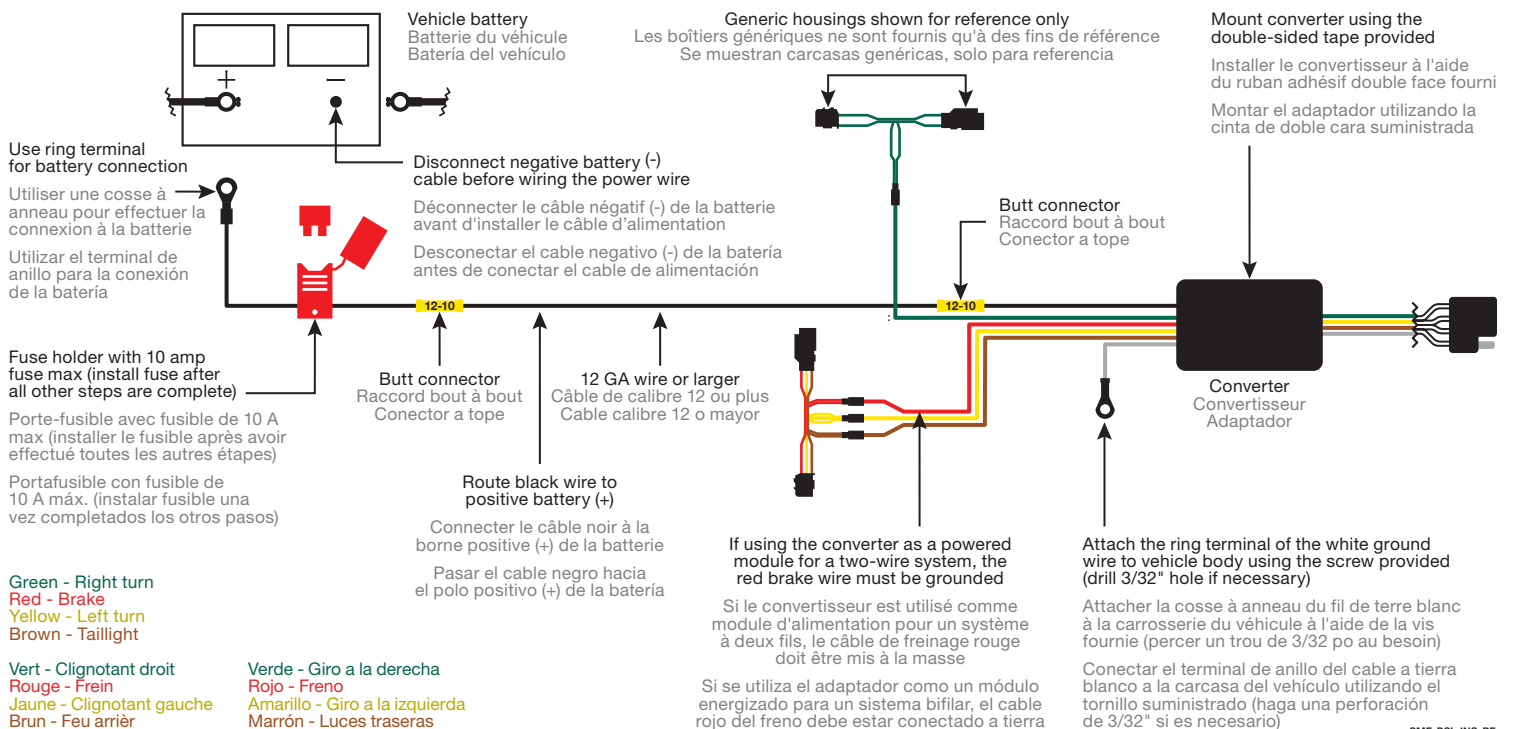 Vehicle battery
Batterie du véhicule
Batería del vehículo
Generic housings shown for reference only
Les boîtiers génériques ne sont fournis qu'à des fins de référence
Se muestran carcasas genéricas, solo para referencia
Mount converter using the
double-sided tape provided
Installer le convertisseur à l'aide
du ruban adhésif double face fourni
Montar el adaptador utilizando la
cinta de doble cara suministrada
+
−
Use ring terminal
for battery connection
Utiliser une cosse à
anneau pour effectuer la
connexion à la batterie
Utilizar el terminal de
anillo para la conexión
de la batería
Disconnect negative battery (-)
cable before wiring the power wire
Déconnecter le câble négatif (-) de la batterie
avant d'installer le câble d’alimentation
Desconectar el cable negativo (-) de la batería
antes de conectar el cable de alimentación
Butt connector
Raccord bout à bout
Conector a tope
12-10
12-10
Fuse holder with 10 amp
fuse max (install fuse after
all other steps are complete)
Porte-fusible avec fusible de 10 A
max (installer le fusible après avoir
effectué toutes les autres étapes)
Portafusible con fusible de
10 A máx. (instalar fusible una
vez completados los otros pasos)
Butt connector
Raccord bout à bout
Conector a tope
12 GA wire or larger
Câble de calibre 12 ou plus
Cable calibre 12 o mayor
Route black wire to
positive battery (+)
Connecter le câble noir à la
borne positive (+) de la batterie
Pasar el cable negro hacia
el polo positivo (+) de la batería
Converter
Convertisseur
Adaptador
If using the converter as a powered
module for a two-wire system, the
red brake wire must be grounded
Si le convertisseur est utilisé comme
module d'alimentation pour un système
à deux fils, le câble de freinage rouge
doit être mis à la masse
Si se utiliza el adaptador como un módulo
energizado para un sistema bifilar, el cable
rojo del freno debe estar conectado a tierra
Attach the ring terminal of the white ground
wire to vehicle body using the screw provided
(drill 3/32" hole if necessary)
Attacher la cosse à anneau du fil de terre blanc
à la carrosserie du véhicule à l'aide de la vis
fournie (percer un trou de 3/32 po au besoin)
Conectar el terminal de anillo del cable a tierra
blanco a la carcasa del vehículo utilizando el
tornillo suministrado (haga una perforación
de 3/32" si es necesario)
Green - Right turn
Red - Brake
Yellow - Left turn
Brown - Taillight
Vert - Clignotant droit
Rouge - Frein
Jaune - Clignotant gauche
Brun - Feu arrièr
Verde - Giro a la derecha
Rojo - Freno
Amarillo - Giro a la izquierda
Marrón - Luces traseras